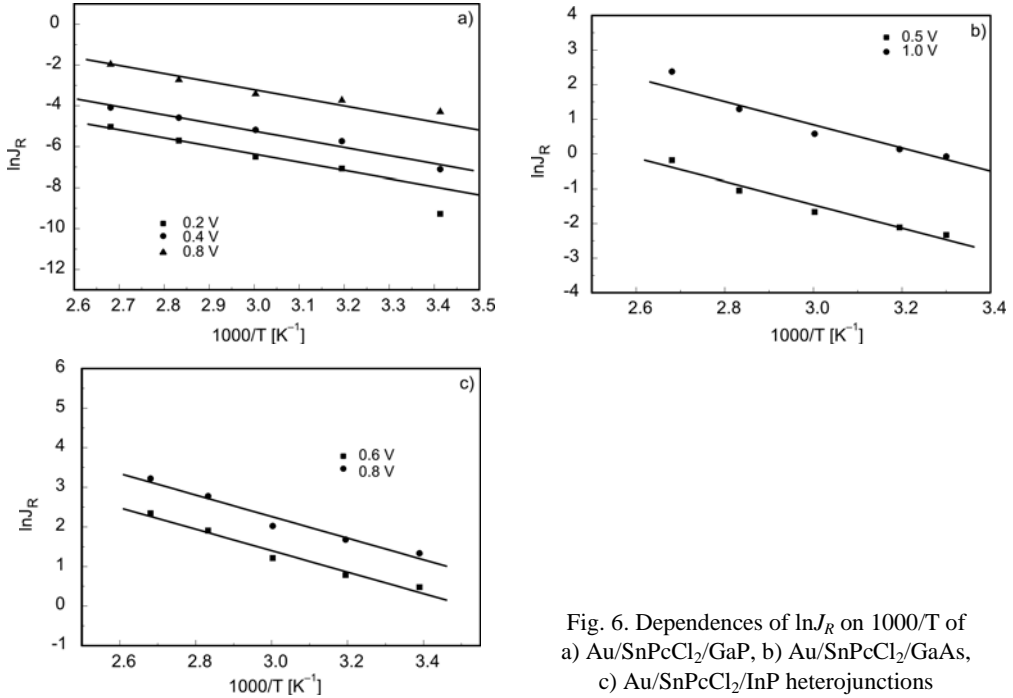 a)
0
-2
-4
-6
-8
-10
-12
lnJR
0.2 V
0.4 V
0.8 V
2.6 2.7 2.8 2.9 3.0 3.1 3.2 3.3 3.4 3.5
1000/T [K⁻¹]
b)
4
3
2
1
0
-1
-2
-3
-4
lnJR
0.5 V
1.0 V
2.6 2.8 3.0 3.2 3.4
1000/T [K⁻¹]
c)
6
5
4
3
2
1
0
-1
lnJR
0.6 V
0.8 V
2.6 2.8 3.0 3.2 3.4
1000/T [K⁻¹]
Fig. 6. Dependences of lnJR on 1000/T of
a) Au/SnPcCl₂/GaP, b) Au/SnPcCl₂/GaAs,
c) Au/SnPcCl₂/InP heterojunctions